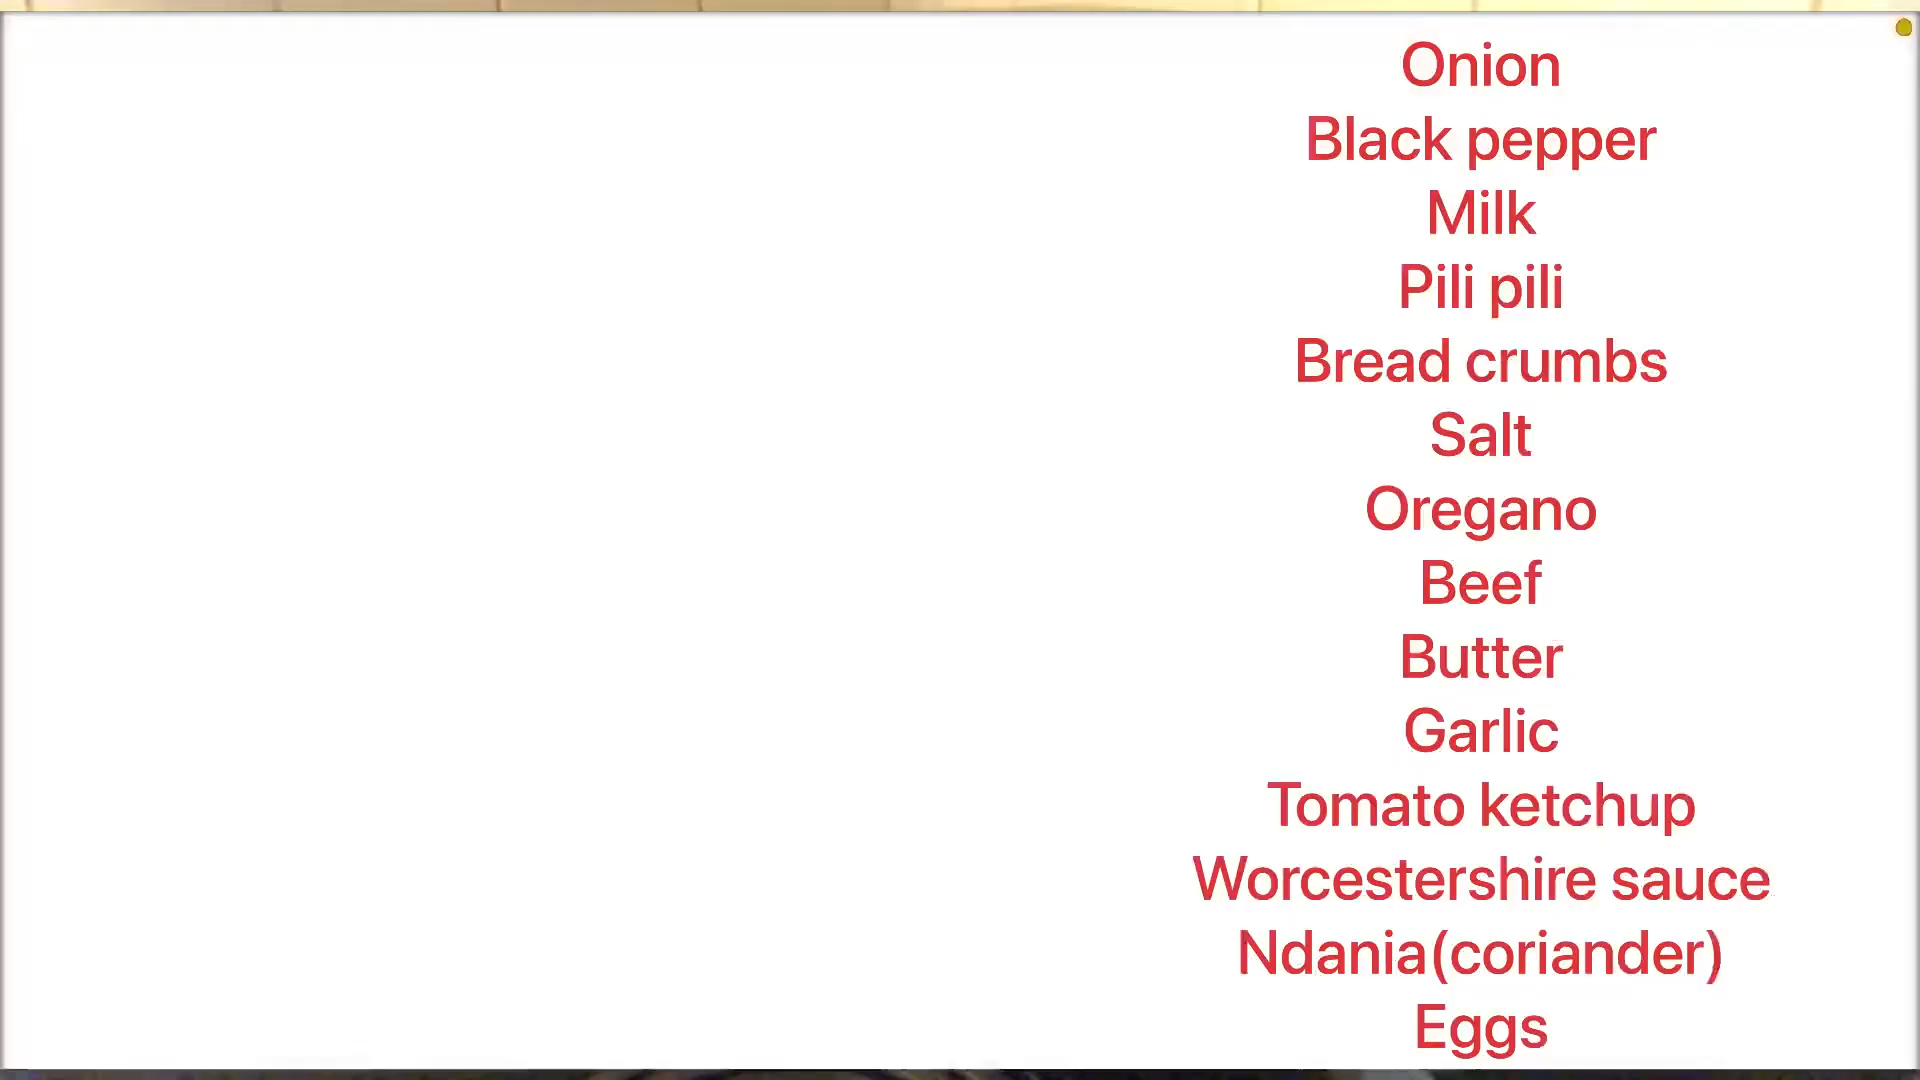 Onion
Black pepper
Milk
Pili pili
Bread crumbs
Salt
Oregano
Beef
Butter
Garlic
Tomato ketchup
Worcestershire sauce
Ndania(coriander)
Eggs